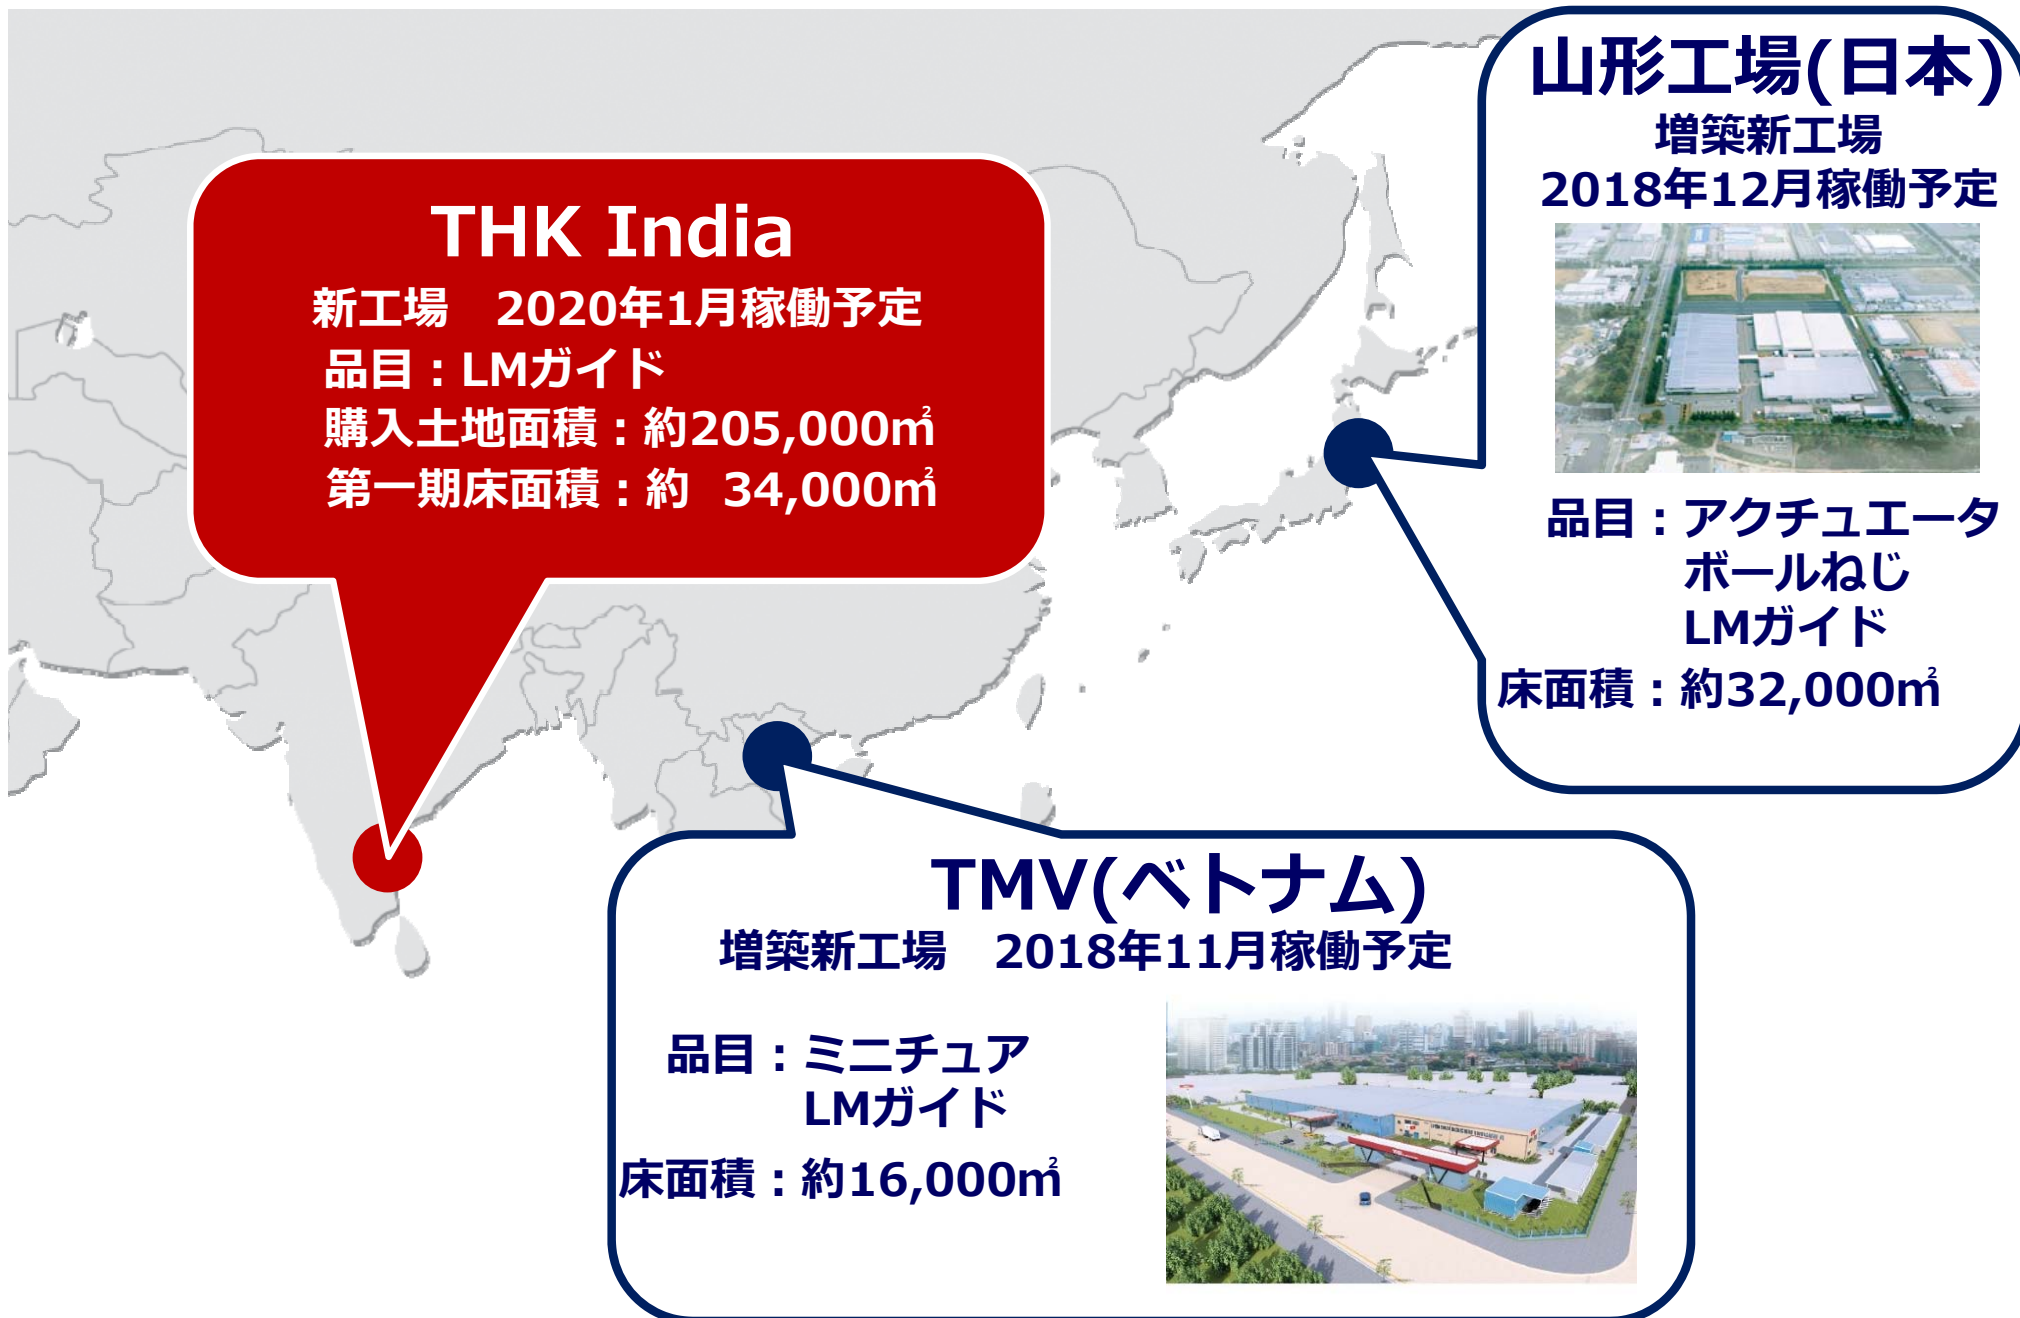 THK India
新工場　2020年1月稼働予定
品目：LMガイド
購入土地面積：約205,000㎡
第一期床面積：約 34,000㎡
山形工場(日本)
増築新工場
2018年12月稼働予定
品目：アクチュエータ
ボールねじ
LMガイド
床面積：約32,000㎡
TMV(ベトナム)
増築新工場　2018年11月稼働予定
品目：ミニチュア
LMガイド
床面積：約16,000㎡